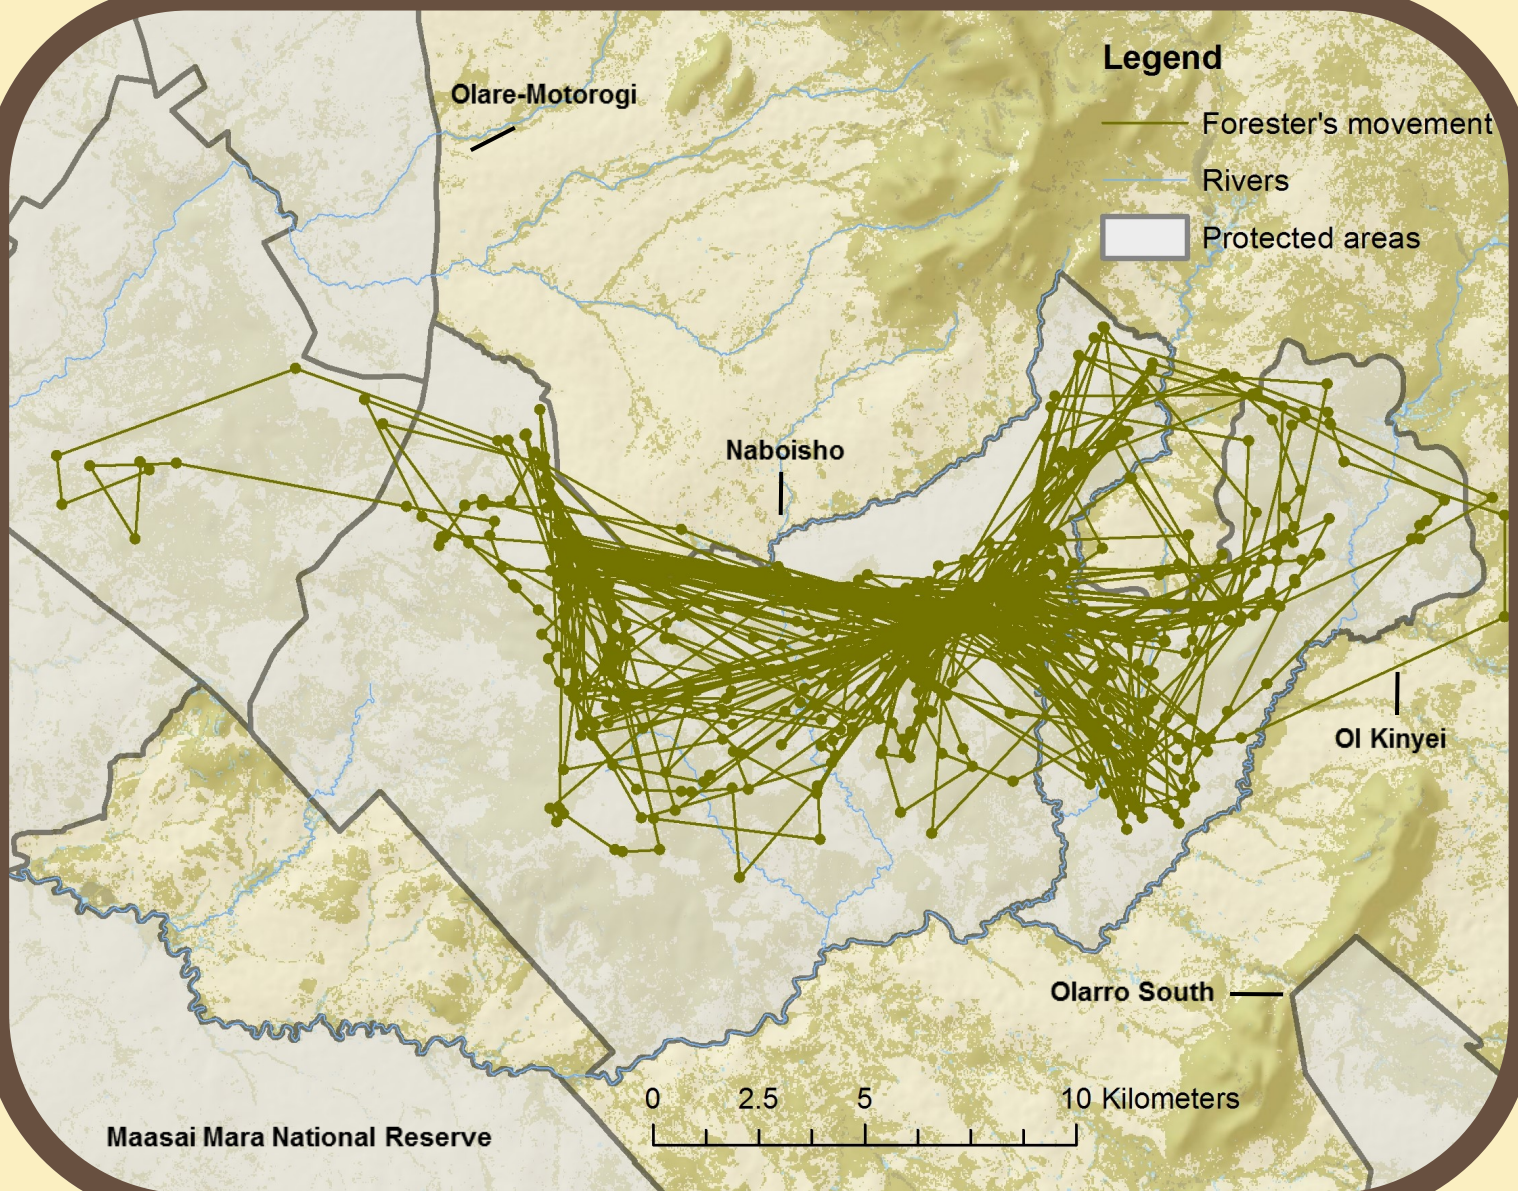 Legend
Olare-Motorogi
Forester's movement
Rivers
Protected areas
Naboisho
Ol Kinyei
Olarro South
0 2.5 5 10 Kilometers
Maasai Mara National Reserve